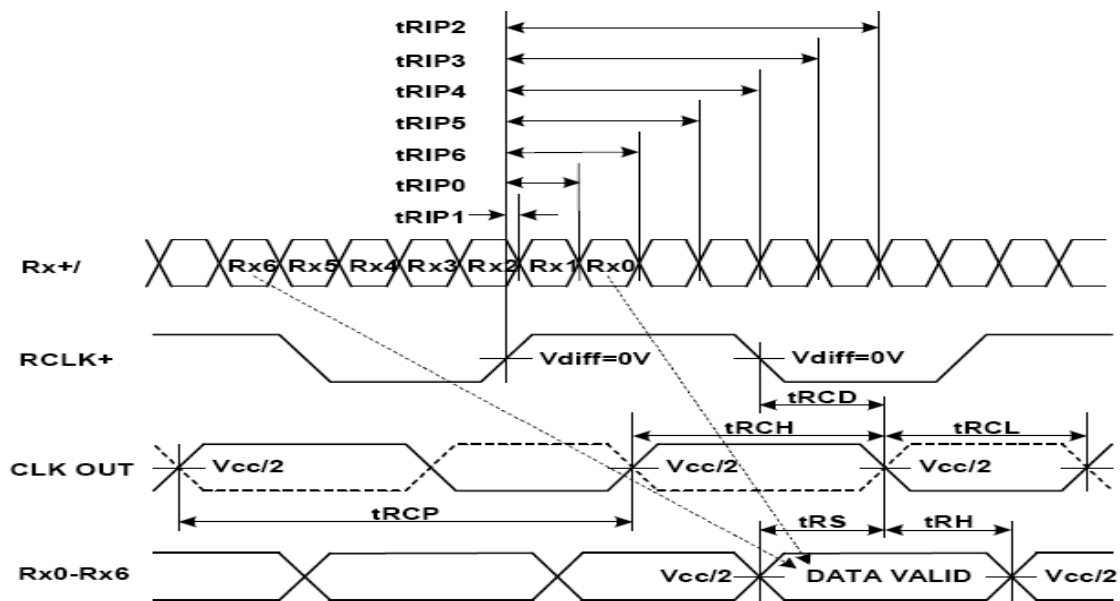 tRIP2
tRIP3
tRIP4
tRIP5
tRIP6
tRIP0
tRIP1
Rx+/
Rx6 Rx5 Rx4 Rx3 Rx2 Rx1 Rx0
RCLK+
Vdiff=0V Vdiff=0V
tRCD
tRCH tRCL
CLK OUT
Vcc/2 Vcc/2 Vcc/2
tRCP
tRS tRH
Rx0-Rx6
Vcc/2 DATA VALID Vcc/2